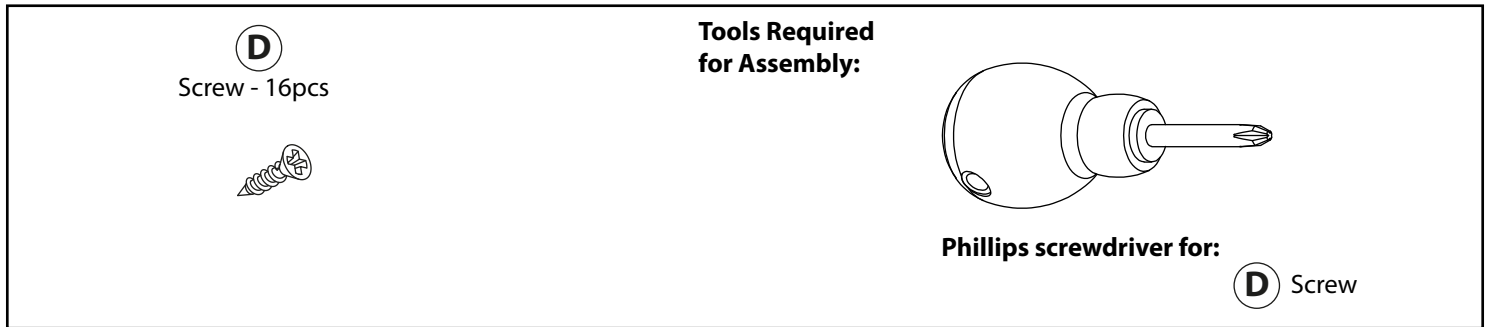 D
Screw - 16pcs
Tools Required
for Assembly:
Phillips screwdriver for:
D Screw